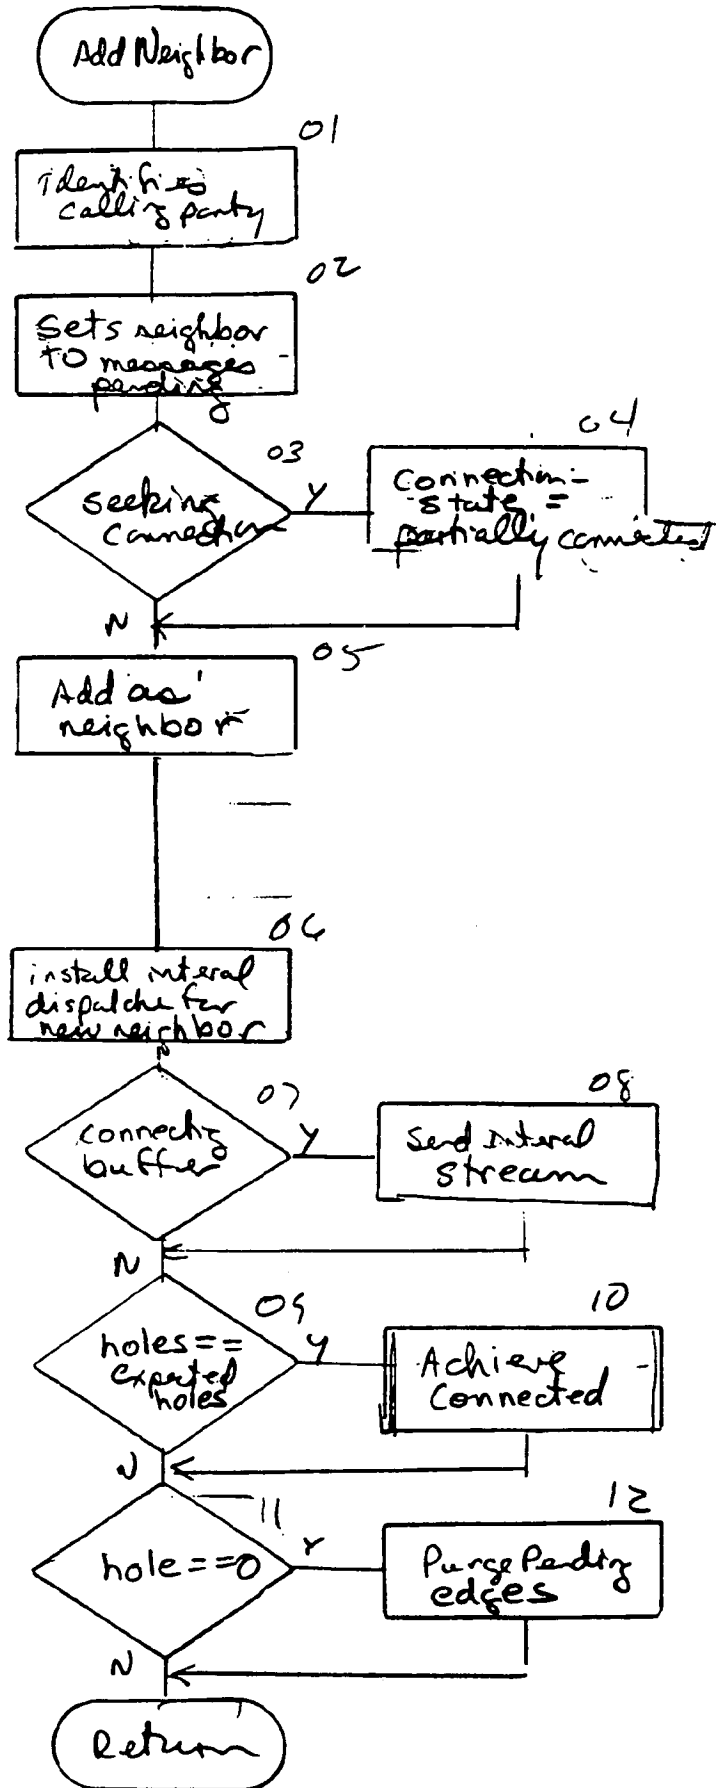 Add Neighbor
01
Identifies
calling party
02
Sets neighbor
to messages
pending
03
Seeking
Connection
Y
04
Connection-
state =
partially connected
N
05
Add as
neighbor
06
install interal
dispatche for
new neighbor
07
connectig
buffer
Y
08
Send Interal
stream
N
09
holes==
Expected
holes
Y
10
Achieve
Connected
N
11
hole==0
Y
12
Purge Pending
edges
N
Return